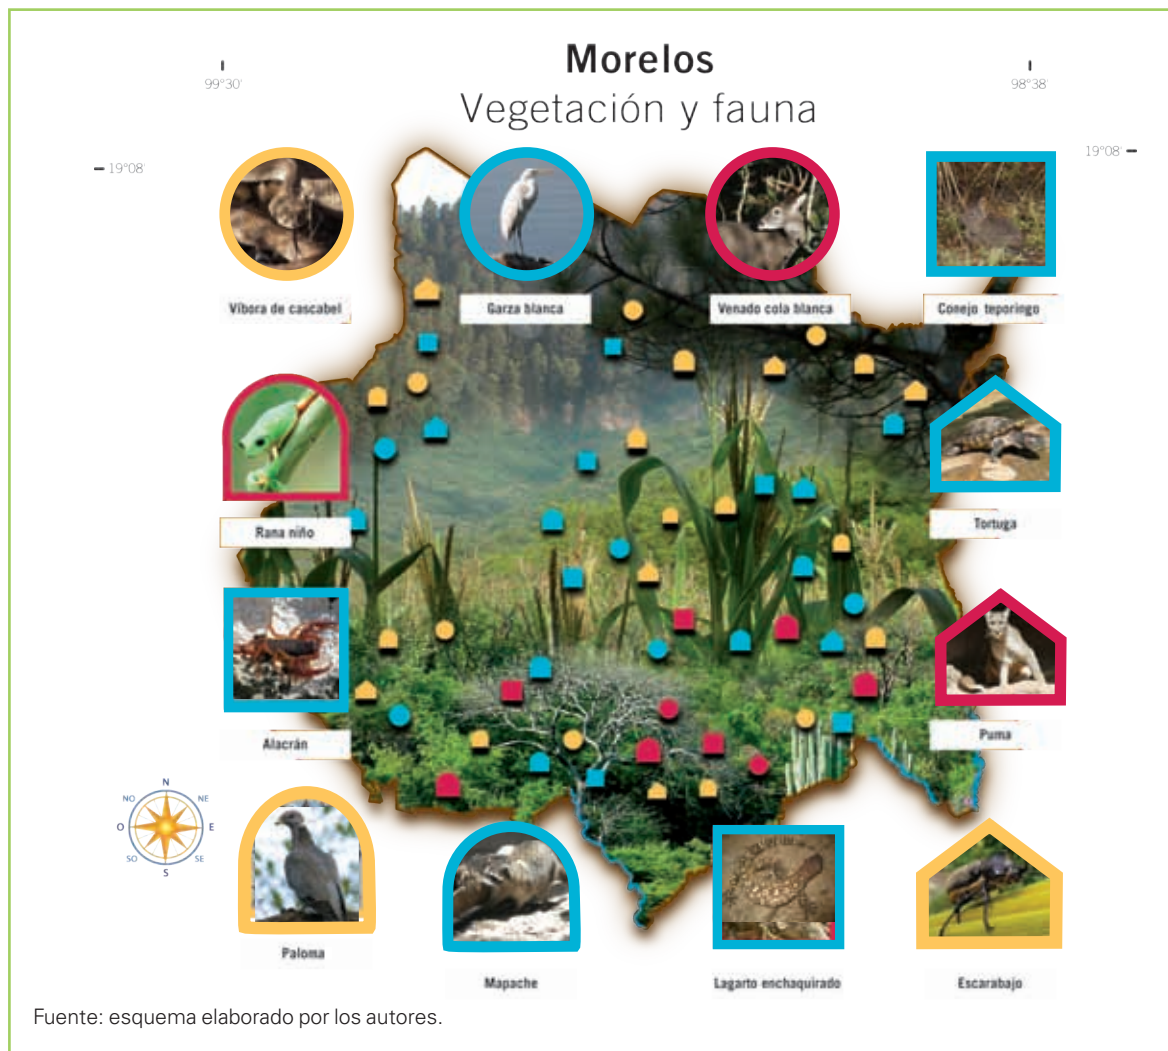 Morelos
Vegetación y fauna
99°30'
98°38'
19°08'
19°08'
Víbora de cascabel
Garza blanca
Venado cola blanca
Conejo teporingo
Rana niño
Tortuga
Alacrán
Puma
N
NO
NE
O
E
SO
SE
S
Paloma
Mapache
Lagarto enchaquirado
Escarabajo
Fuente: esquema elaborado por los autores.